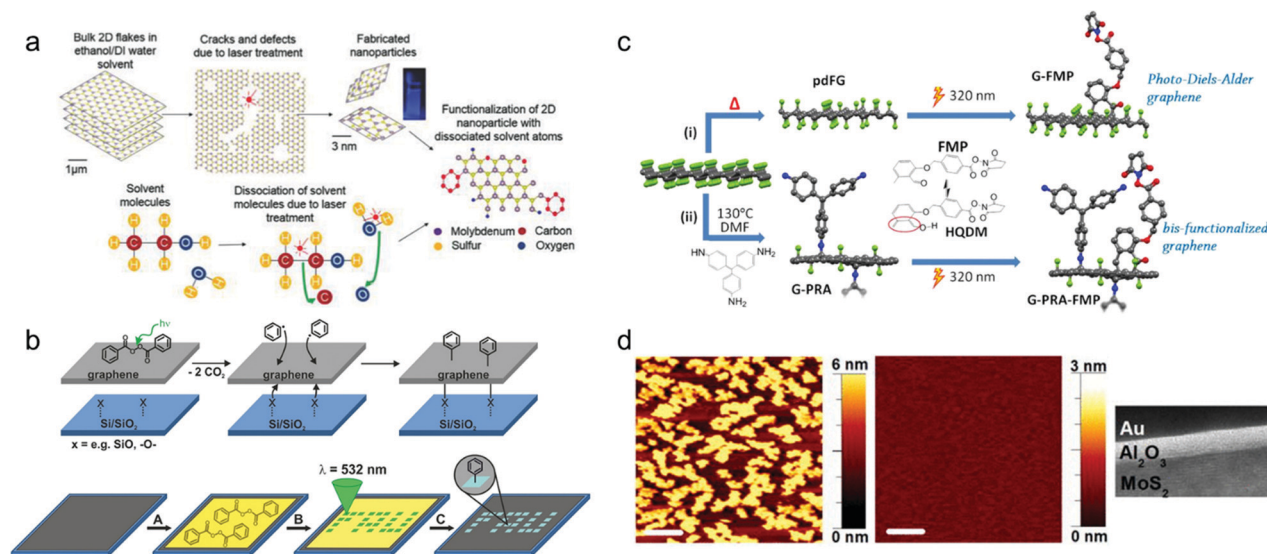 a
Bulk 2D flakes in
ethanol/DI water
solvent
Cracks and defects
due to laser treatment
Fabricated
nanoparticles
1μm
3 nm
Functionalization of 2D
nanoparticle with
dissociated solvent
atoms
Solvent
molecules
Dissociation of solvent
molecules due to laser
treatment
H H
H C C O H
H H
O
H H
H H
H C C O H
H H
C
O
Molybdenum
Carbon
Sulfur
Oxygen
b
hν
O
O
O
O
graphene
- 2 CO2
graphene
graphene
X X
Si/SiO2
X X
Si/SiO2
X X
Si/SiO2
x = e.g. SiO, -O-
λ = 532 nm
A
B
C
c
pdFG
G-FMP
Photo-Diels-Alder
graphene
Δ
320 nm
(i)
FMP
(ii)
130°C
DMF
HQDM
HN
NH2
NH2
G-PRA
320 nm
bis-functionalized
graphene
G-PRA-FMP
d
6 nm
0 nm
3 nm
0 nm
Au
Al2O3
MoS2